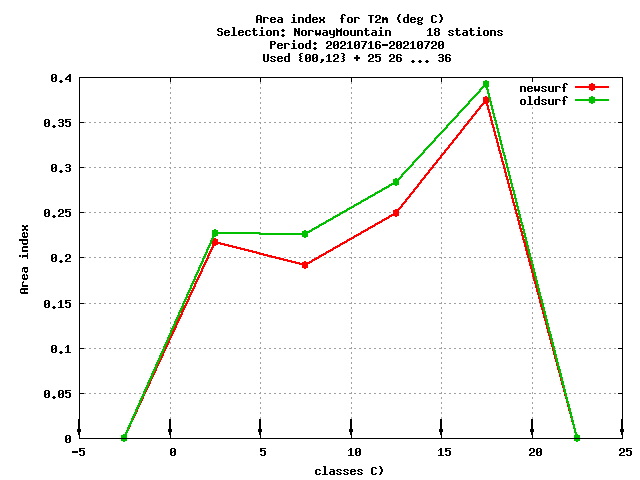 Area index  for T2m (deg C)
Selection: NorwayMountain     18 stations
Period: 20210716-20210720
Used {00,12} + 25 26 ... 36
newsurf
oldsurf
0.4
0.35
0.3
0.25
0.2
0.15
0.1
0.05
0
Area index
-5 0 5 10 15 20 25
classes C)